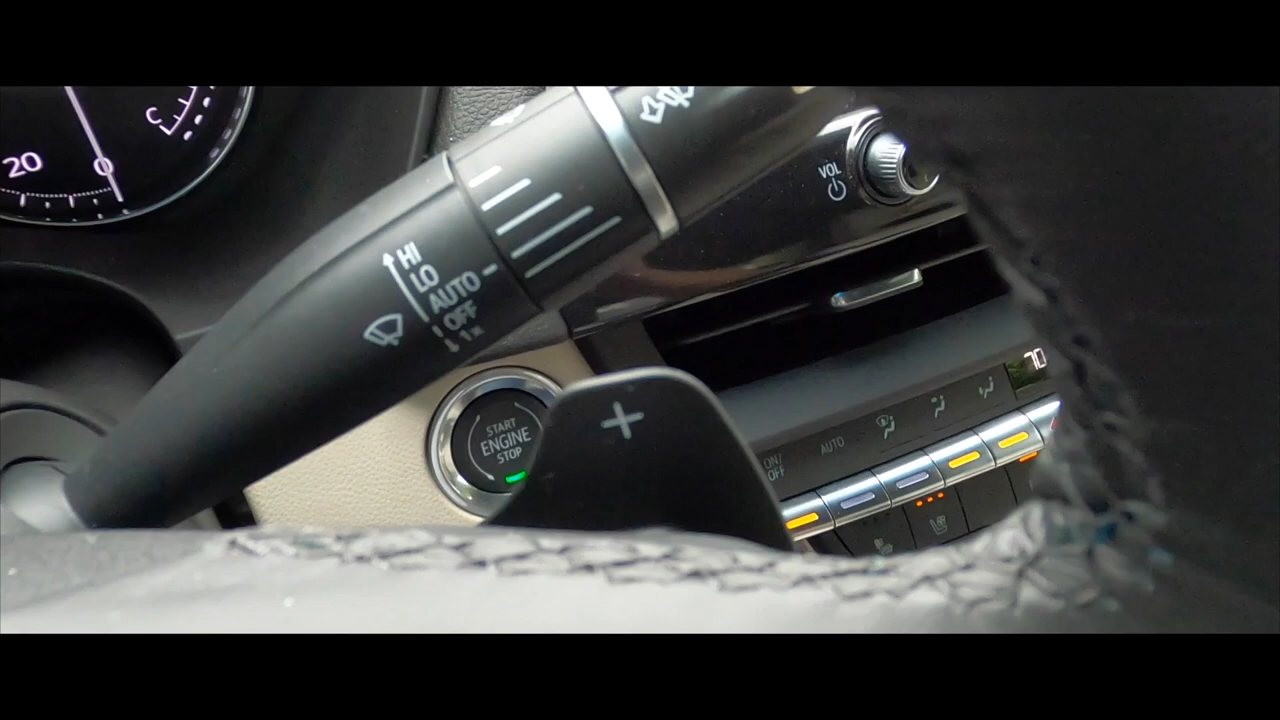 C
20
0
VOL
HI
LO
AUTO
OFF
1x
START
ENGINE
STOP
70
AUTO
ON/
OFF